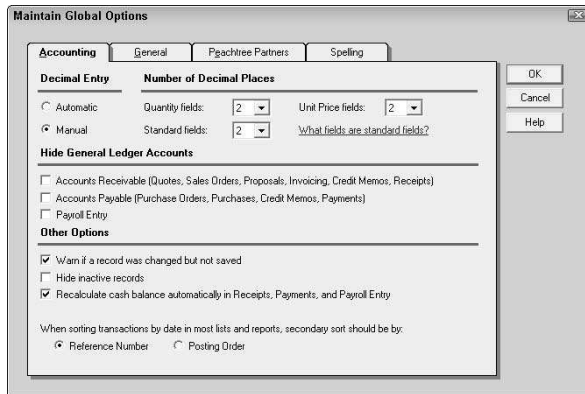 Maintain Global Options
Accounting General Peachtree Partners Spelling
OK
Cancel
Help
Decimal Entry Number of Decimal Places
Automatic Quantity fields: 2 Unit Price fields: 2
Manual Standard fields: 2 What fields are standard fields?
Hide General Ledger Accounts
Accounts Receivable (Quotes, Sales Orders, Proposals, Invoicing, Credit Memos, Receipts)
Accounts Payable (Purchase Orders, Purchases, Credit Memos, Payments)
Payroll Entry
Other Options
Warn if a record was changed but not saved
Hide inactive records
Recalculate cash balance automatically in Receipts, Payments, and Payroll Entry
When sorting transactions by date in most lists and reports, secondary sort should be by:
Reference Number Posting Order